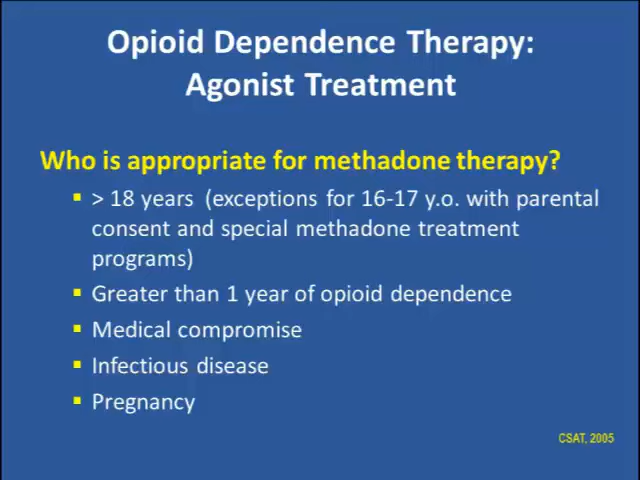 Opioid Dependence Therapy:
Agonist Treatment
Who is appropriate for methadone therapy?
▪ > 18 years (exceptions for 16-17 y.o. with parental
consent and special methadone treatment
programs)
▪ Greater than 1 year of opioid dependence
▪ Medical compromise
▪ Infectious disease
▪ Pregnancy
CSAT, 2005